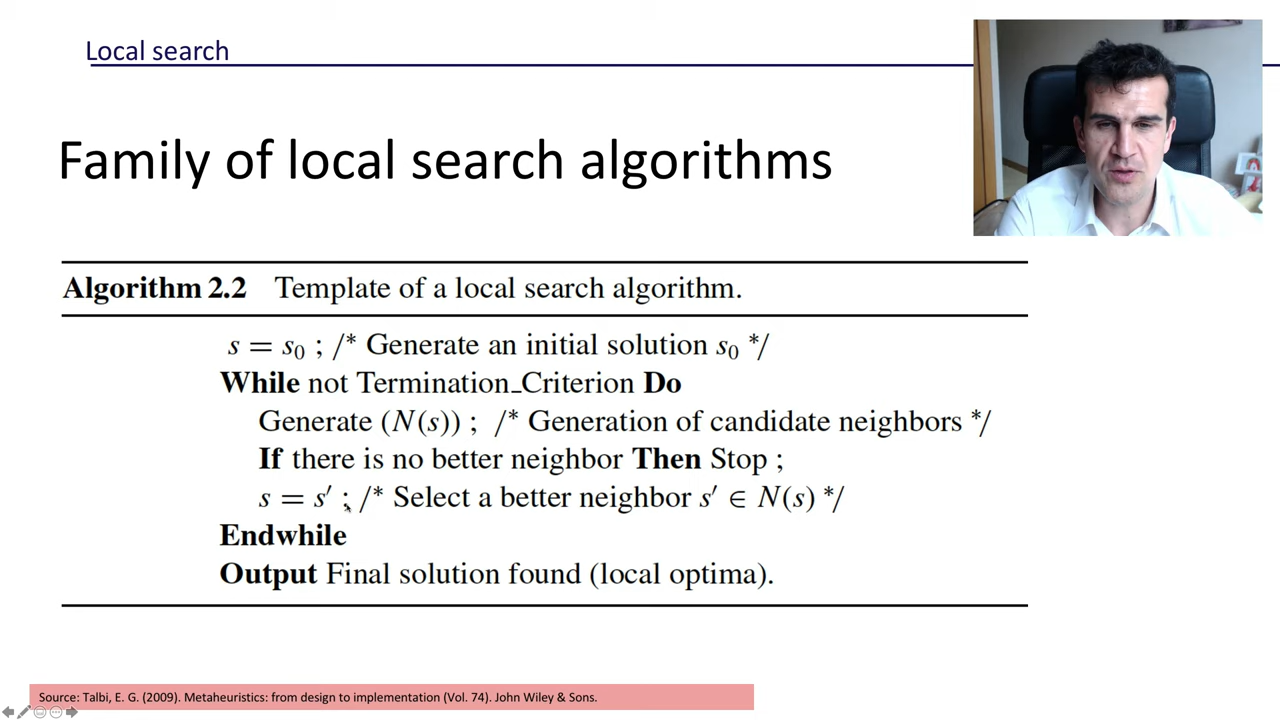 Local search
Family of local search algorithms
Algorithm 2.2 Template of a local search algorithm.
s = s₀ ; /* Generate an initial solution s₀ */
While not Termination_Criterion Do
Generate (N(s)) ; /* Generation of candidate neighbors */
If there is no better neighbor Then Stop ;
s = s′ ; /* Select a better neighbor s′ ∈ N(s) */
Endwhile
Output Final solution found (local optima).
Source: Talbi, E. G. (2009). Metaheuristics: from design to implementation (Vol. 74). John Wiley & Sons.